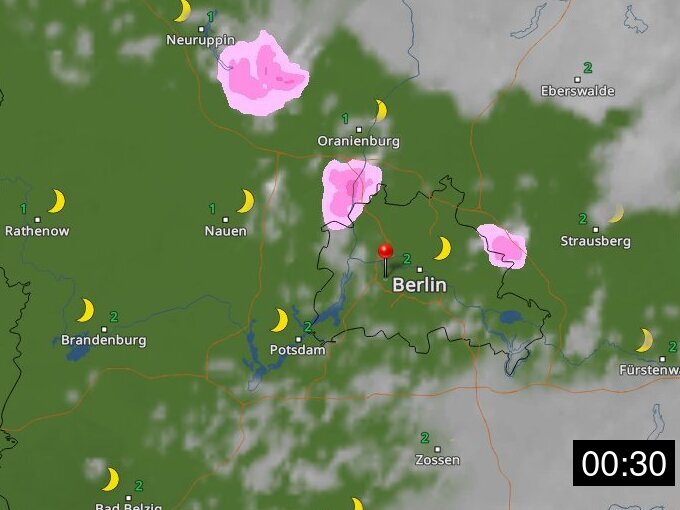 1
Neuruppin
2
Eberswalde
1
Oranienburg
1
Rathenow
1
Nauen
2
Strausberg
2
Berlin
2
Brandenburg
2
Potsdam
2
Fürstenwa
2
Zossen
00:30
2
Bad Belzig